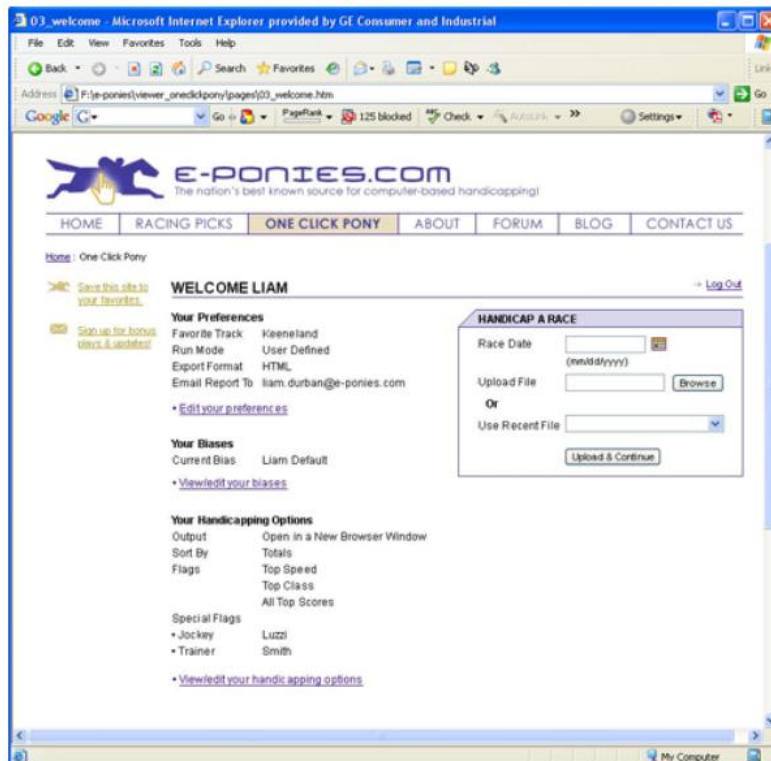 03_welcome - Microsoft Internet Explorer provided by GE Consumer and Industrial
File Edit View Favorites Tools Help
Back Search Favorites
Address F:\e-ponies\viewer_oneclickpony\pages\03_welcome.htm Go
Google G Go PageRank 125 blocked Check AutoLink » Settings
E-PONIES.COM
The nation's best known source for computer-based handicapping!
HOME RACING PICKS ONE CLICK PONY ABOUT FORUM BLOG CONTACT US
Home : One Click Pony
Save this site to
your favorites.
Sign up for bonus
plays & updates!
WELCOME LIAM
Log Out
Your Preferences
Favorite Track Keeneland
Run Mode User Defined
Export Format HTML
Email Report To liam.durban@e-ponies.com
• Edit your preferences
Your Biases
Current Bias Liam Default
• View/edit your biases
Your Handicapping Options
Output Open in a New Browser Window
Sort By Totals
Flags Top Speed
Top Class
All Top Scores
Special Flags
• Jockey Luzzi
• Trainer Smith
• View/edit your handicapping options
HANDICAP A RACE
Race Date
(mm/dd/yyyy)
Upload File Browse
Or
Use Recent File
Upload & Continue
My Computer